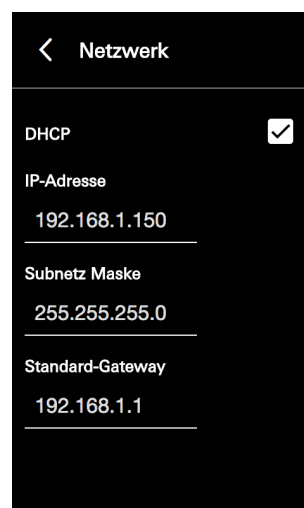 Netzwerk
DHCP
IP-Adresse
192.168.1.150
Subnetz Maske
255.255.255.0
Standard-Gateway
192.168.1.1